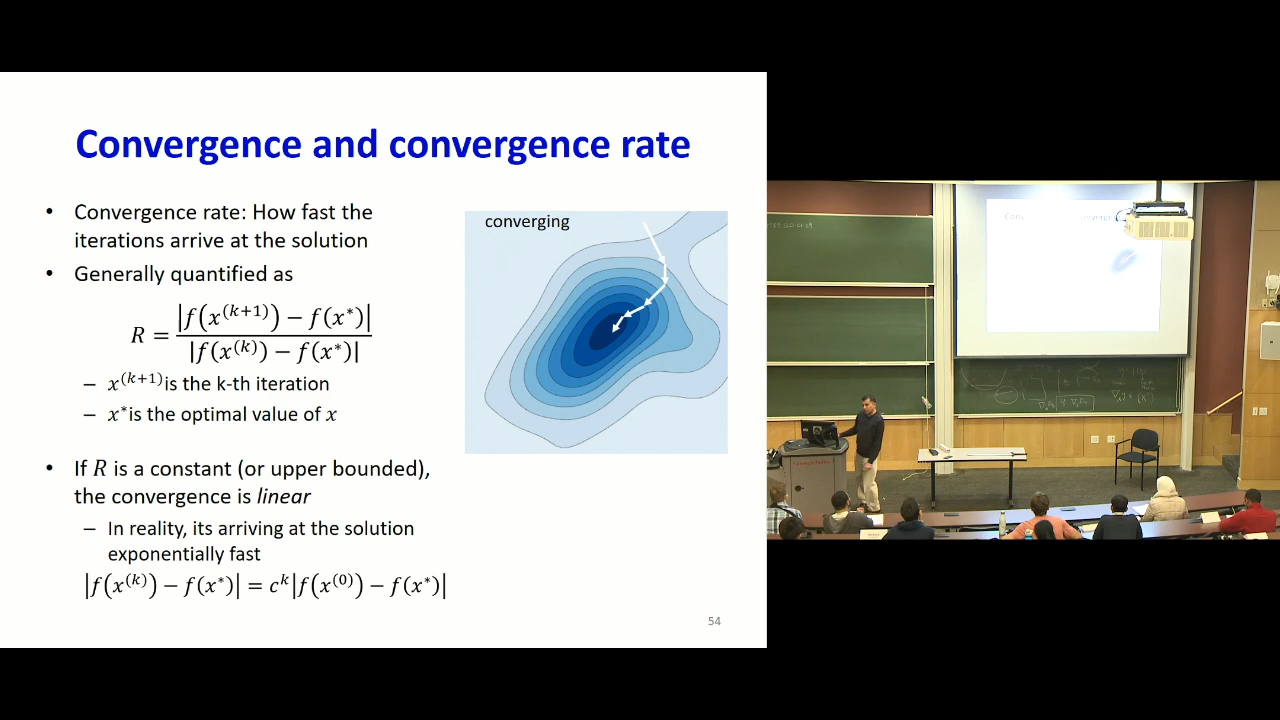 Convergence and convergence rate
• Convergence rate: How fast the
iterations arrive at the solution
• Generally quantified as
R = |f(x^(k+1)) − f(x*)| / |f(x^(k)) − f(x*)|
– x^(k+1) is the k-th iteration
– x* is the optimal value of x
• If R is a constant (or upper bounded),
the convergence is linear
– In reality, its arriving at the solution
exponentially fast
|f(x^(k)) − f(x*)| = c^k |f(x^(0)) − f(x*)|
converging
54
Carnegie Mellon